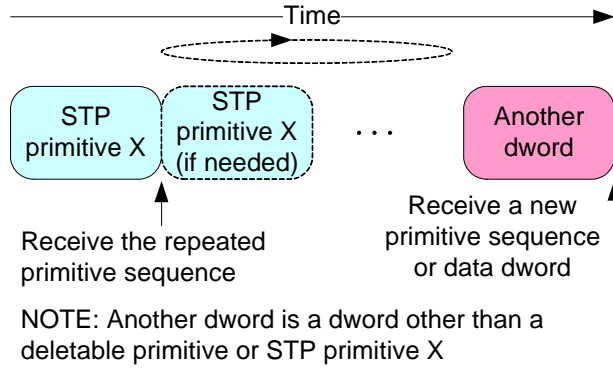 Time
STP
primitive X
STP
primitive X
(if needed)
. . .
Another
dword
Receive the repeated
primitive sequence
Receive a new
primitive sequence
or data dword
NOTE: Another dword is a dword other than a
deletable primitive or STP primitive X